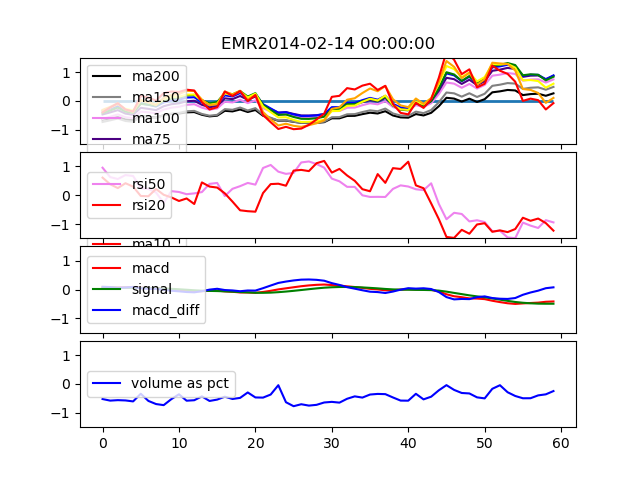 EMR2014-02-14 00:00:00
1
0
−1
ma200
ma150
ma100
ma75
1
0
−1
rsi50
rsi20
ma10
1
0
−1
macd
signal
macd_diff
1
0
−1
volume as pct
0 10 20 30 40 50 60